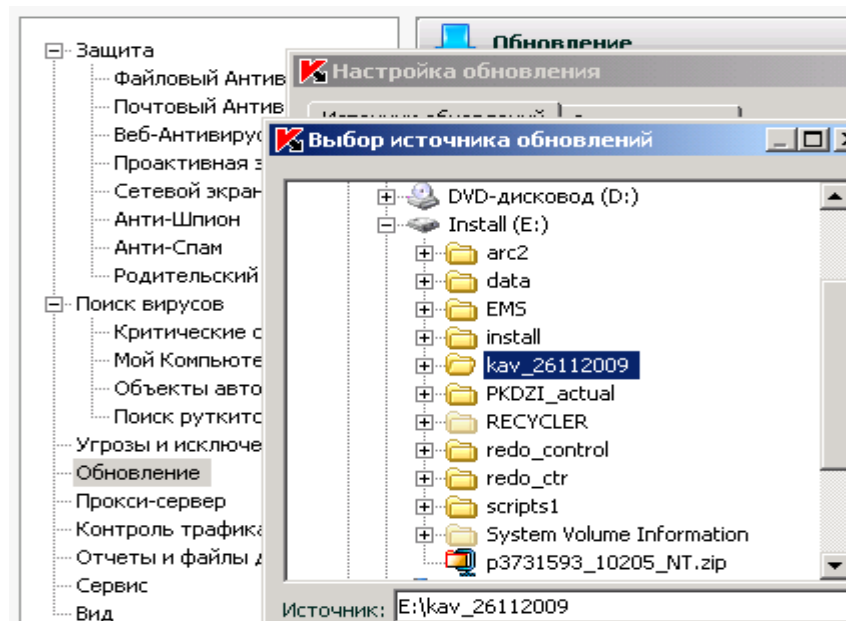 Обновление
Защита
Файловый Антив
Почтовый Антив
Веб-Антивирус
Проактивная з
Сетевой экран
Анти-Шпион
Анти-Спам
Родительский
Поиск вирусов
Критические с
Мой Компьюте
Объекты авто
Поиск руткито
Угрозы и исключе
Обновление
Прокси-сервер
Контроль трафика
Отчеты и файлы д
Сервис
Вид
Настройка обновления
Источник обновлений
Выбор источника обновлений
DVD-дисковод (D:)
Install (E:)
arc2
data
EMS
install
kav_26112009
PKDZI_actual
RECYCLER
redo_control
redo_ctr
scripts1
System Volume Information
p3731593_10205_NT.zip
Источник: E:\kav_26112009